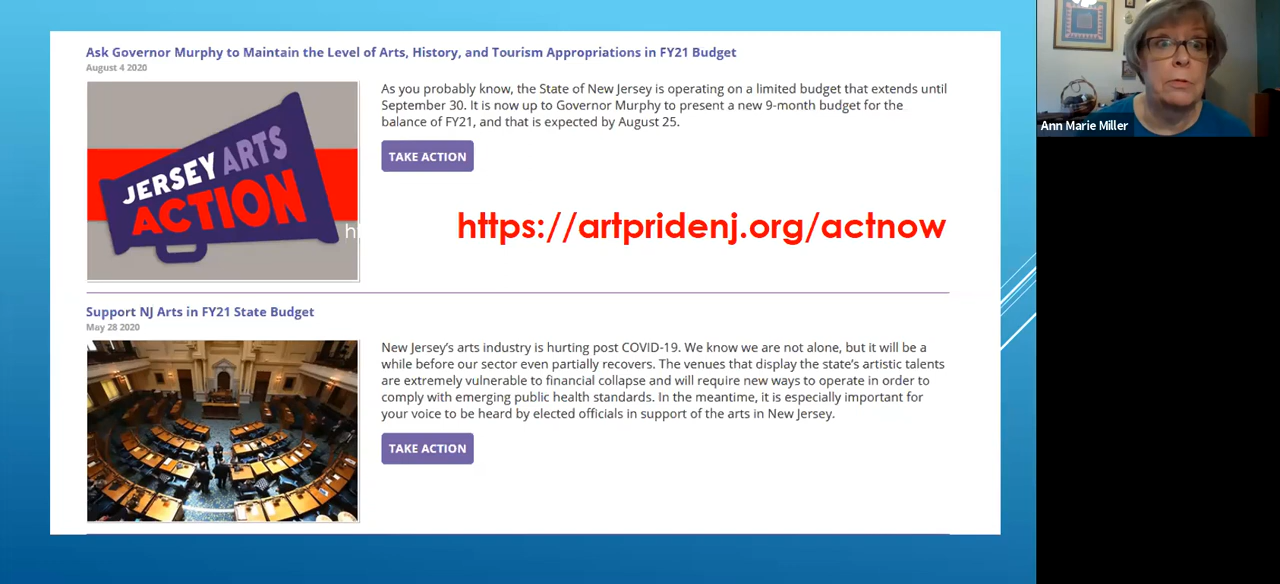 Ask Governor Murphy to Maintain the Level of Arts, History, and Tourism Appropriations in FY21 Budget
August 4 2020
JERSEY ARTS
ACTION
As you probably know, the State of New Jersey is operating on a limited budget that extends until
September 30. It is now up to Governor Murphy to present a new 9-month budget for the
balance of FY21, and that is expected by August 25.
TAKE ACTION
https://artpridenj.org/actnow
Support NJ Arts in FY21 State Budget
May 28 2020
New Jersey's arts industry is hurting post COVID-19. We know we are not alone, but it will be a
while before our sector even partially recovers. The venues that display the state's artistic talents
are extremely vulnerable to financial collapse and will require new ways to operate in order to
comply with emerging public health standards. In the meantime, it is especially important for
your voice to be heard by elected officials in support of the arts in New Jersey.
TAKE ACTION
Ann Marie Miller